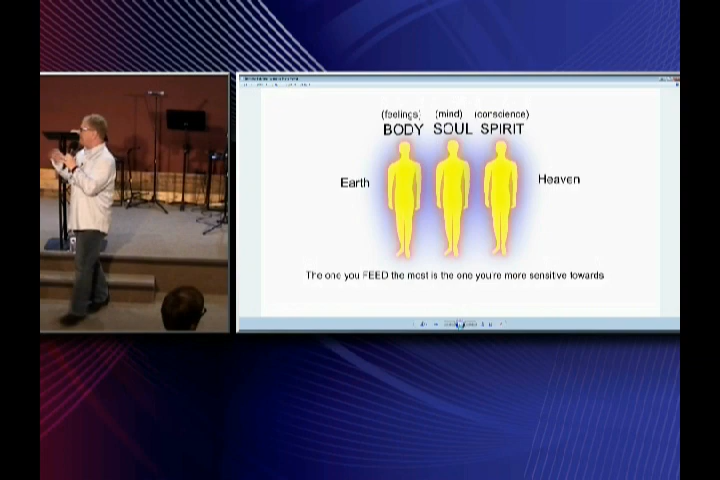 (feelings) (mind) (conscience)
BODY SOUL SPIRIT
Earth
Heaven
The one you FEED the most is the one you're more sensitive towards